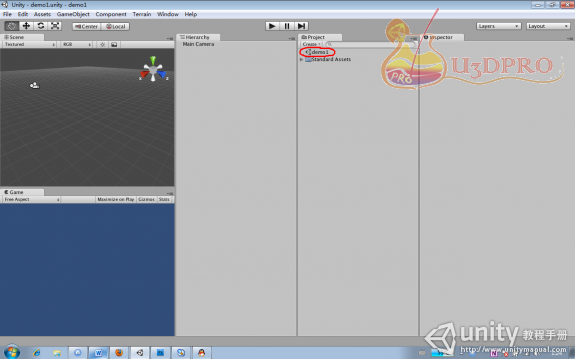 Unity - demo1.unity - demo1
File Edit Assets GameObject Component Terrain Window Help
Center Local Layers Layout
Scene
Textured RGB
Hierarchy
Main Camera
Project
Create
demo1
Standard Assets
Inspector
PRO
U3DPRO
Game
Free Aspect Maximize on Play Gizmos Stats
unity 教程手册
http://www.unitymanual.com